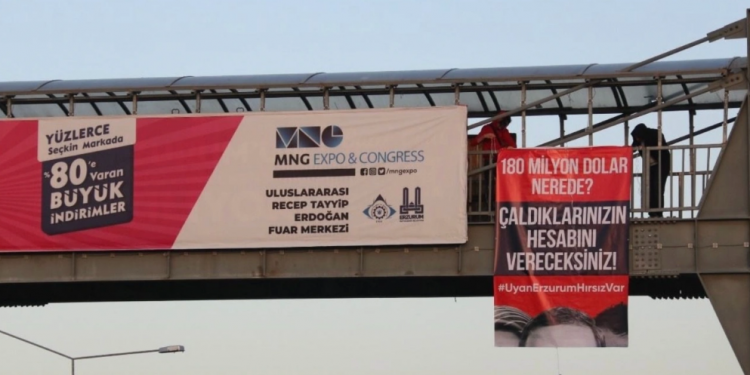 YÜZLERCE
Seçkin Markada
%80'e
Varan
BÜYÜK
İNDİRİMLER
MNG
MNG EXPO & CONGRESS
/mngexpo
ULUSLARARASI
RECEP TAYYİP
ERDOĞAN
FUAR MERKEZİ
ERZURUM
180 MİLYON DOLAR
NEREDE?
ÇALDIKLARINIZIN
HESABINI
VERECEKSİNİZ!
#UyanErzurumHırsızVar